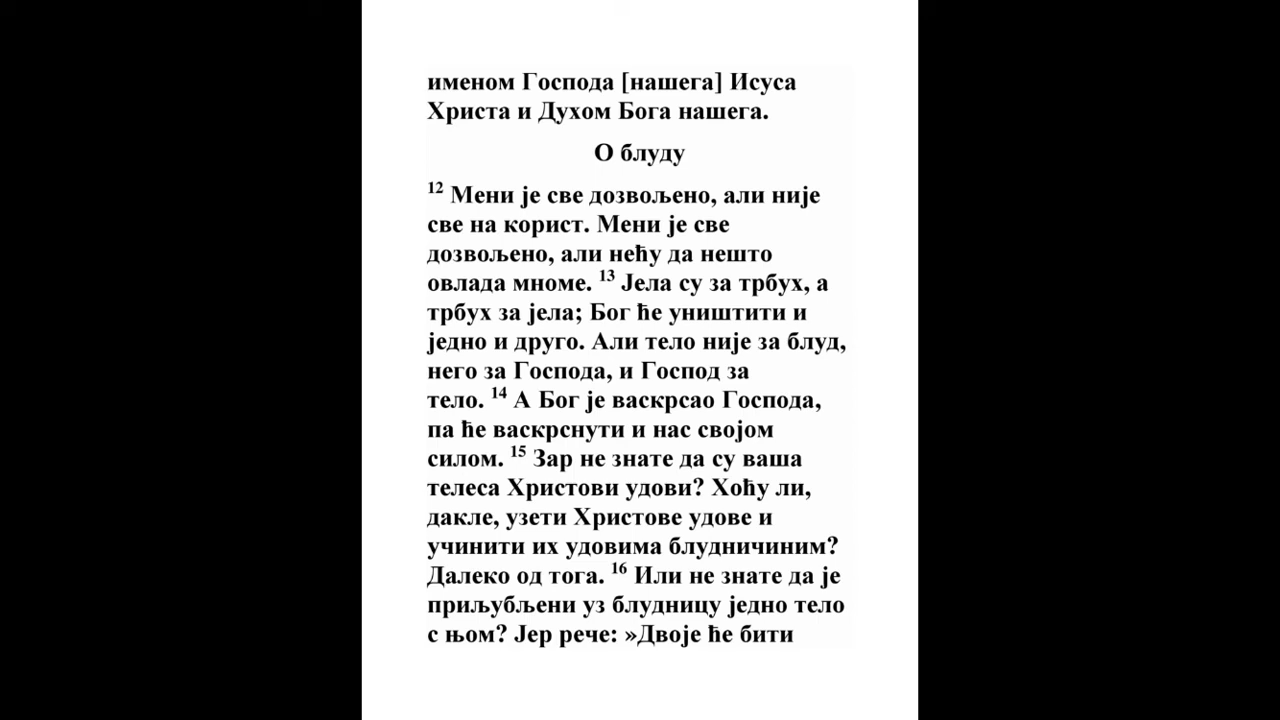 именом Господа [нашега] Исуса
Христа и Духом Бога нашега.
О блуду
12 Мени је све дозвољено, али није
све на корист. Мени је све
дозвољено, али нећу да нешто
овлада мноме. 13 Јела су за трбух, а
трбух за јела; Бог ће уништити и
једно и друго. Али тело није за блуд,
него за Господа, и Господ за
тело. 14 А Бог је васкрсао Господа,
па ће васкрснути и нас својом
силом. 15 Зар не знате да су ваша
телеса Христови удови? Хоћу ли,
дакле, узети Христове удове и
учинити их удовима блудничиним?
Далеко од тога. 16 Или не знате да је
приљубљени уз блудницу једно тело
с њом? Јер рече: »Двоје ће бити